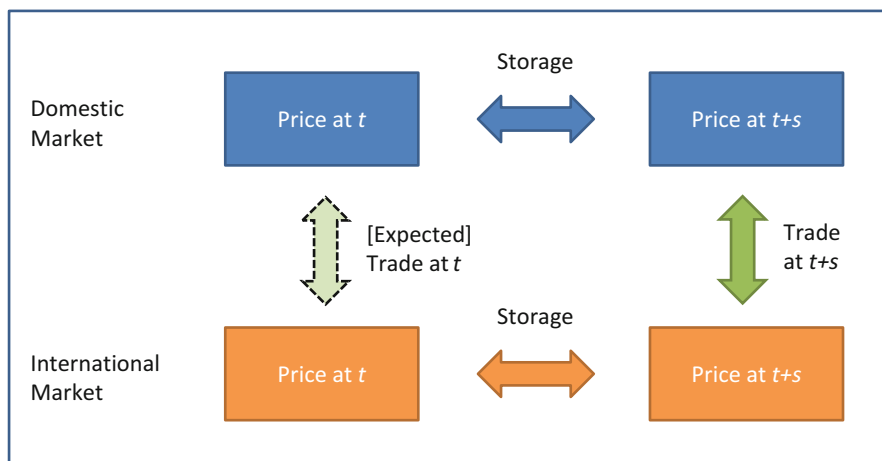 Storage
Domestic
Market
Price at t
Price at t+s
[Expected]
Trade at t
Trade
at t+s
Storage
International
Market
Price at t
Price at t+s